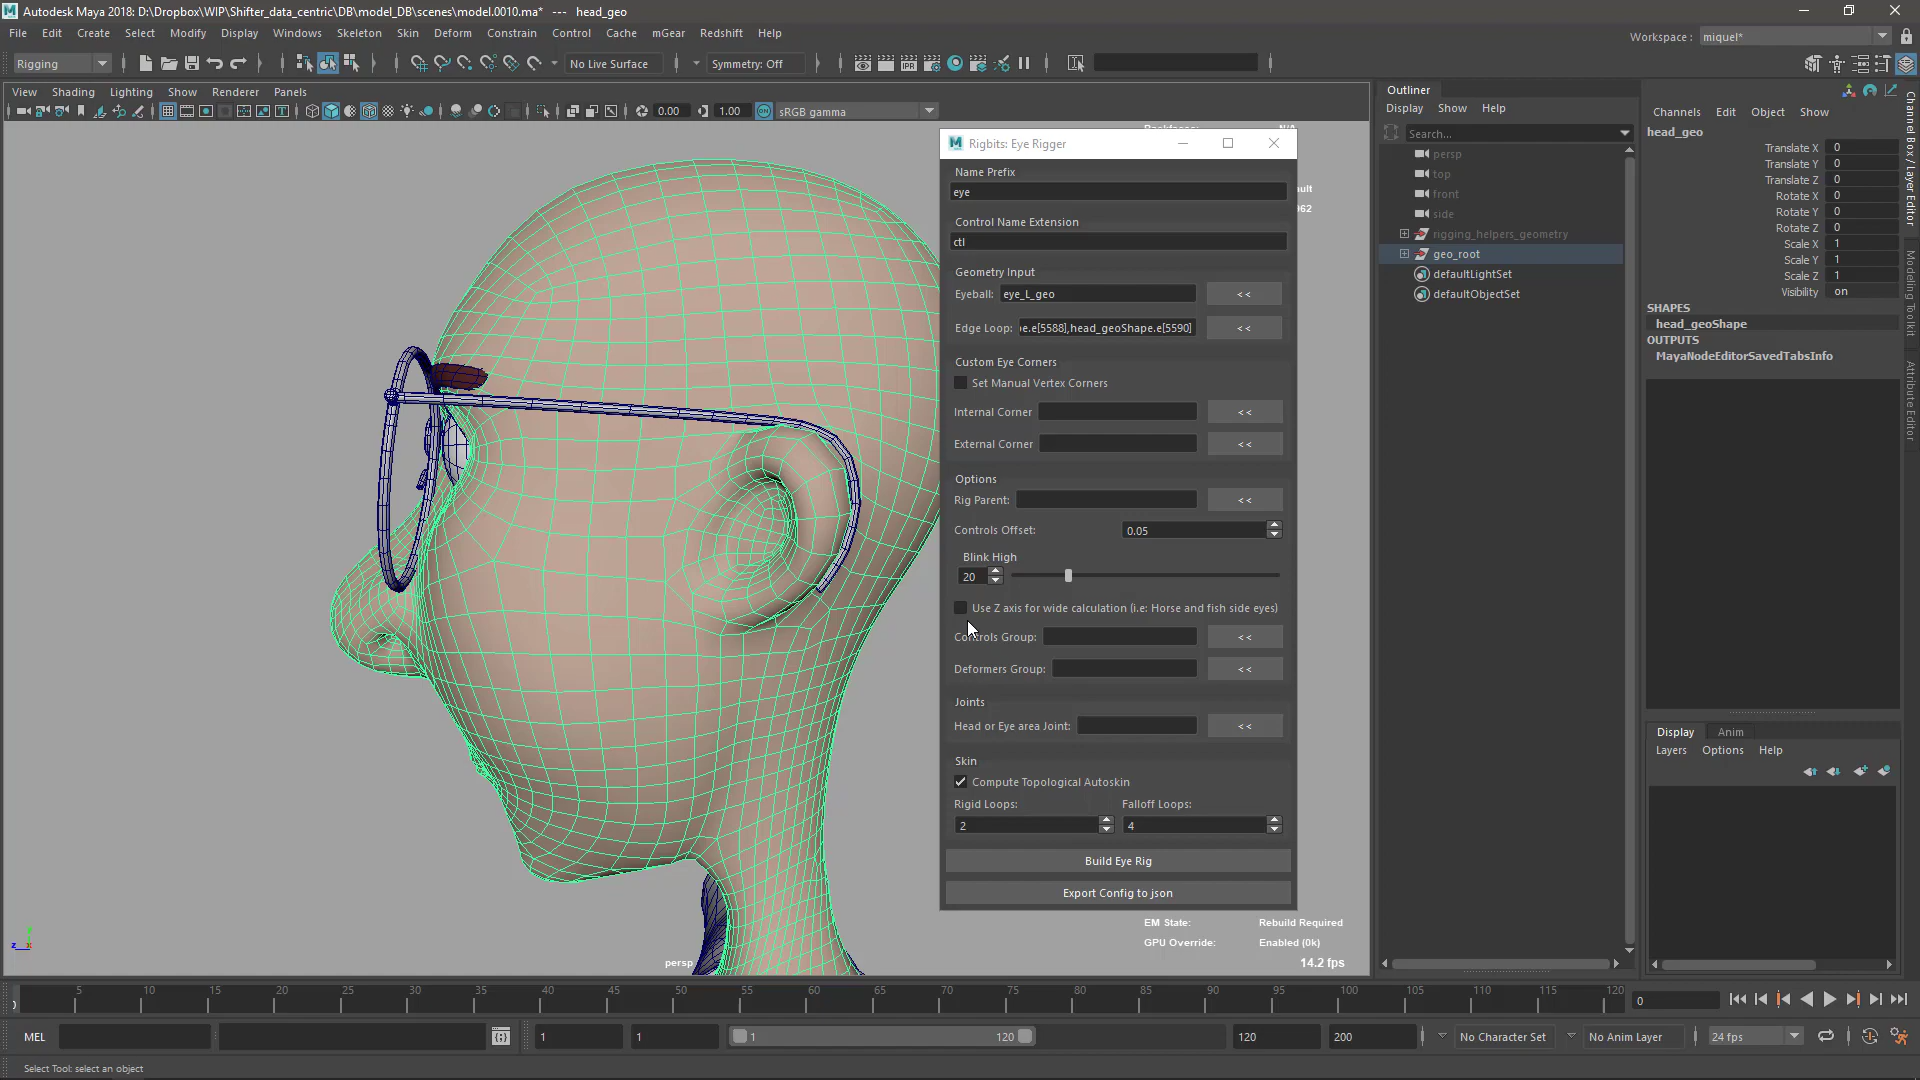 Autodesk Maya 2018: D:\Dropbox\WIP\Shifter_data_centric\DB\model_DB\scenes\model.0010.ma* --- head_geo
File Edit Create Select Modify Display Windows Skeleton Skin Deform Constrain Control Cache mGear Redshift Help
Workspace : miquel*
Rigging
No Live Surface
Symmetry: Off
View Shading Lighting Show Renderer Panels
0.00
1.00
sRGB gamma
Rigbits: Eye Rigger
Name Prefix
eye
Control Name Extension
ctl
Geometry Input
Eyeball: eye_L_geo <<
Edge Loop: e.e[5588],head_geoShape.e[5590] <<
Custom Eye Corners
Set Manual Vertex Corners
Internal Corner <<
External Corner <<
Options
Rig Parent: <<
Controls Offset: 0.05
Blink High
20
Use Z axis for wide calculation (i.e: Horse and fish side eyes)
Controls Group: <<
Deformers Group: <<
Joints
Head or Eye area Joint: <<
Skin
Compute Topological Autoskin
Rigid Loops: Falloff Loops:
2 4
Build Eye Rig
Export Config to json
EM State: Rebuild Required
GPU Override: Enabled (0k)
persp
14.2 fps
z x
Outliner
Display Show Help
Search...
persp
top
front
side
rigging_helpers_geometry
geo_root
defaultLightSet
defaultObjectSet
Channels Edit Object Show
head_geo
Translate X 0
Translate Y 0
Translate Z 0
Rotate X 0
Rotate Y 0
Rotate Z 0
Scale X 1
Scale Y 1
Scale Z 1
Visibility on
SHAPES
head_geoShape
OUTPUTS
MayaNodeEditorSavedTabsInfo
Display Anim
Layers Options Help
Channel Box / Layer Editor
Modeling Toolkit
Attribute Editor
5 10 15 20 25 30 35 40 45 50 55 60 65 70 75 80 85 90 95 100 105 110 115 120
0
MEL
1 1 1 120 120 200
No Character Set
No Anim Layer
24 fps
Select Tool: select an object